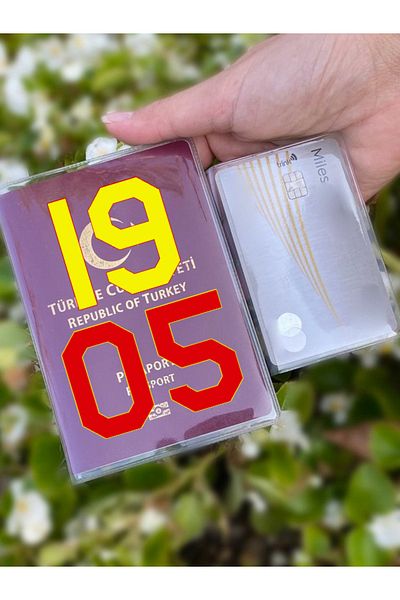 19
TÜRKİYE CUMHURİYETİ
REPUBLIC OF TURKEY
05
PASAPORT
PASSPORT
Miles